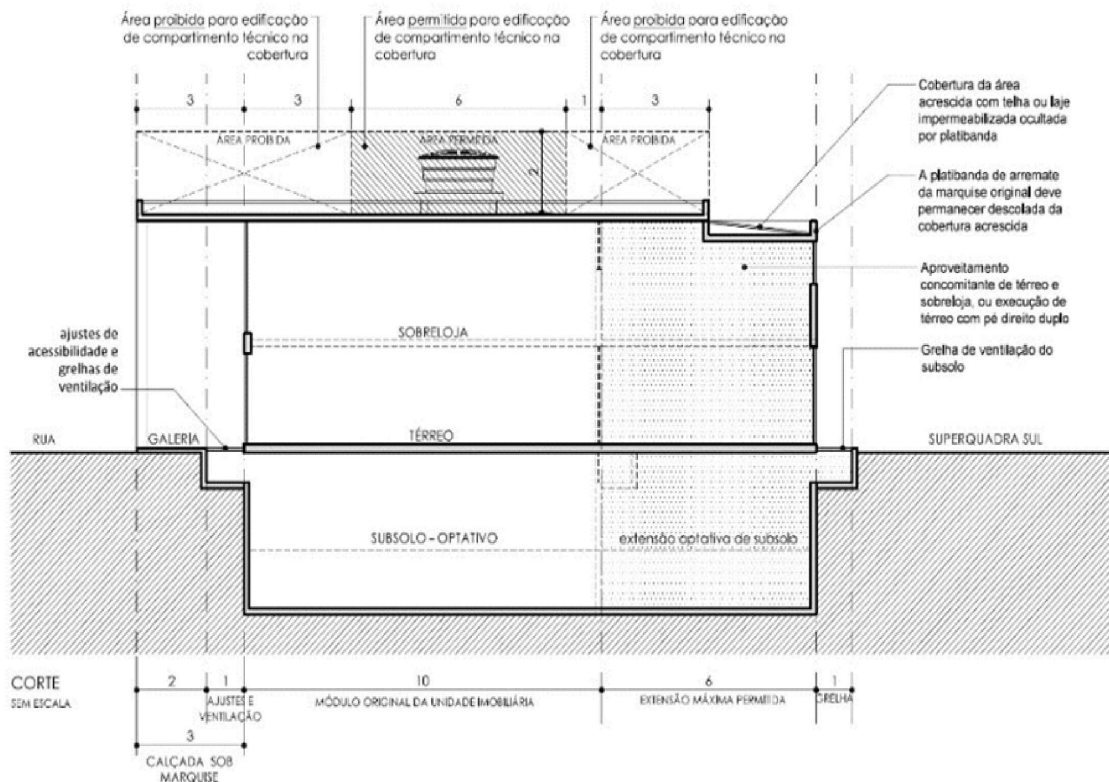 Área proibida para edificação
de compartimento técnico na
cobertura
Área permitida para edificação
de compartimento técnico na
cobertura
Área proibida para edificação
de compartimento técnico na
cobertura
3
3
6
1
3
ÁREA PROIBIDA
ÁREA PERMITIDA
ÁREA PROIBIDA
2
Cobertura da área
acrescida com telha ou laje
impermeabilizada ocultada
por platibanda
A platibanda de arremate
da marquise original deve
permanecer descolada da
cobertura acrescida
Aproveitamento
concomitante de térreo e
sobreloja, ou execução de
térreo com pé direito duplo
Grelha de ventilação do
subsolo
ajustes de
acessibilidade e
grelhas de
ventilação
SOBRELOJA
RUA
GALERIA
TÉRREO
SUPERQUADRA SUL
SUBSOLO - OPTATIVO
extensão optativa de subsolo
CORTE
SEM ESCALA
2
1
10
6
1
AJUSTES E
VENTILAÇÃO
MÓDULO ORIGINAL DA UNIDADE IMOBILIÁRIA
EXTENSÃO MÁXIMA PERMITIDA
GRELHA
3
CALÇADA SOB
MARQUISE